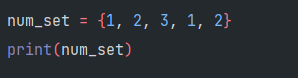 num_set = {1, 2, 3, 1, 2}
print(num_set)